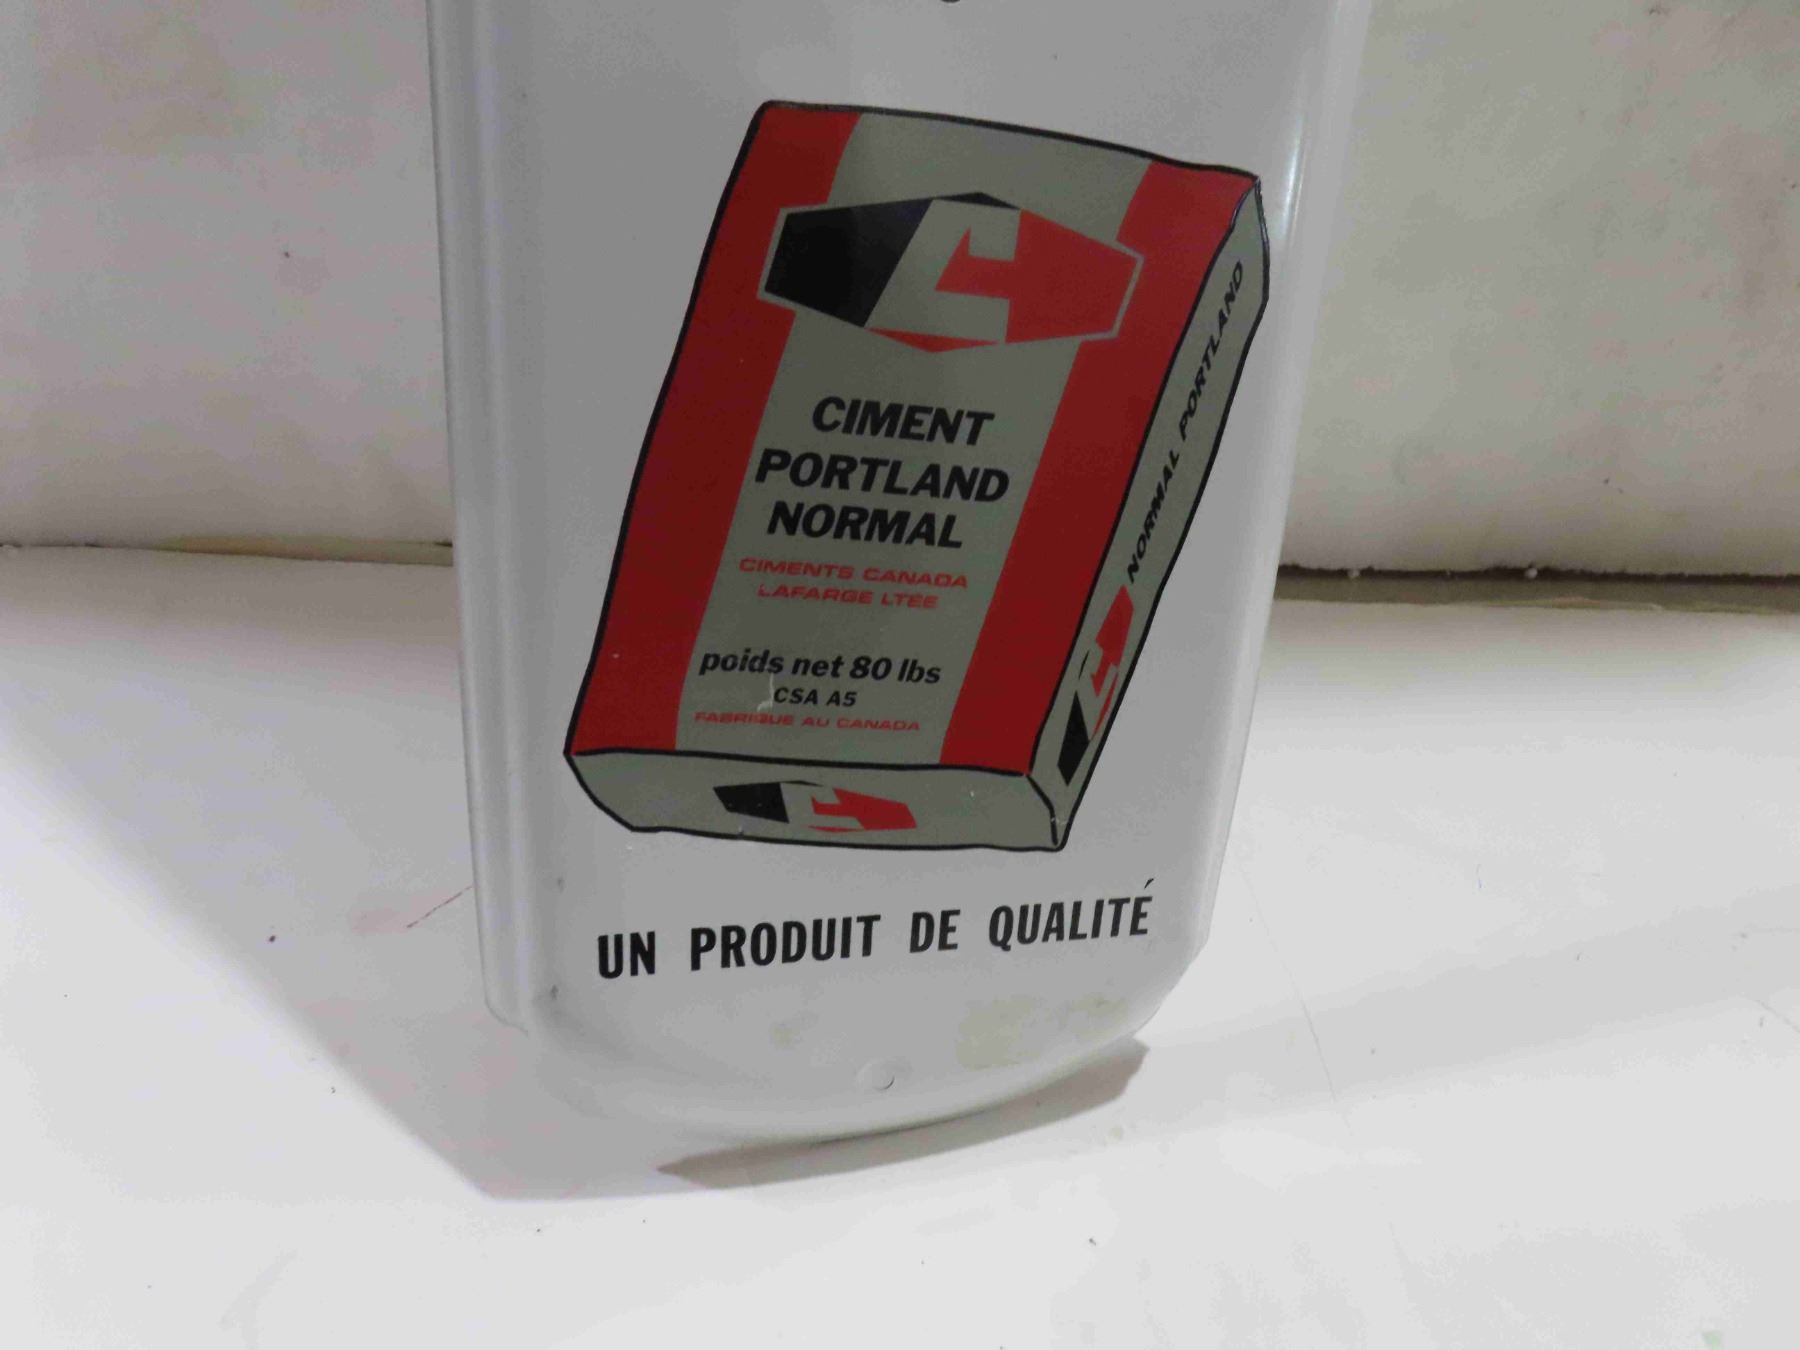 CIMENT
PORTLAND
NORMAL
CIMENTS CANADA
LAFARGE LTÉE
poids net 80 lbs
CSA A5
FABRIQUE AU CANADA
NORMAL PORTLAND
UN PRODUIT DE QUALITÉ